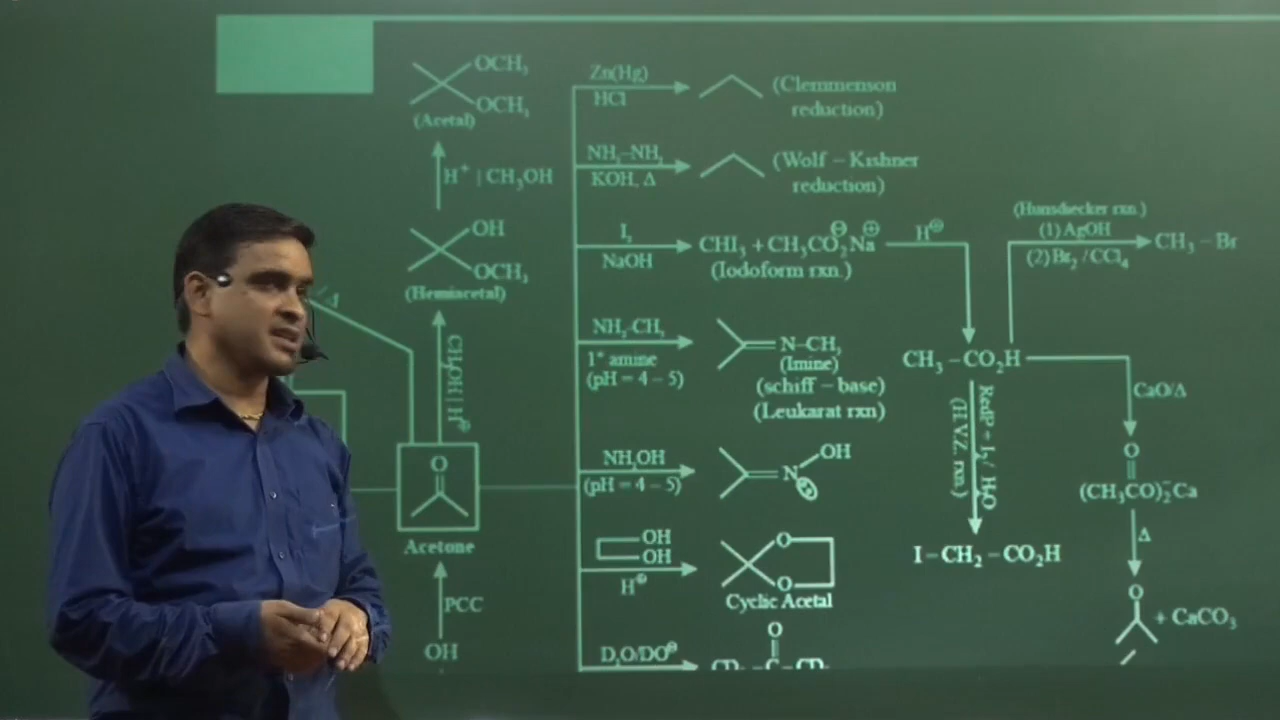 OCH₃
OCH₃
(Acetal)
H⁺ | CH₃OH
OH
OCH₃
(Hemiacetal)
CH₃OH | H⊕
/Δ
O
Acetone
PCC
OH
Zn(Hg)
HCl
(Clemmenson
reduction)
NH₂–NH₂
KOH, Δ
(Wolf – Kishner
reduction)
I₂
NaOH
CHI₃ + CH₃CO₂⊖Na⊕
(Iodoform rxn.)
H⊕
NH₂-CH₃
1° amine
(pH = 4 – 5)
N–CH₃
(Imine)
(schiff – base)
(Leukarat rxn)
NH₂OH
(pH = 4 – 5)
OH
N
OH
OH
H⊕
O
O
Cyclic Acetal
D₂O/DO⊖
O
CD₃ – C – CD₃
(Hunsdiecker rxn.)
(1) AgOH
(2) Br₂ / CCl₄
CH₃ – Br
CH₃ – CO₂H
RedP + I₂ / H₂O
(H.V.Z. rxn.)
I – CH₂ – CO₂H
CaO/Δ
O
(CH₃CO)₂⁻Ca
Δ
O
+ CaCO₃